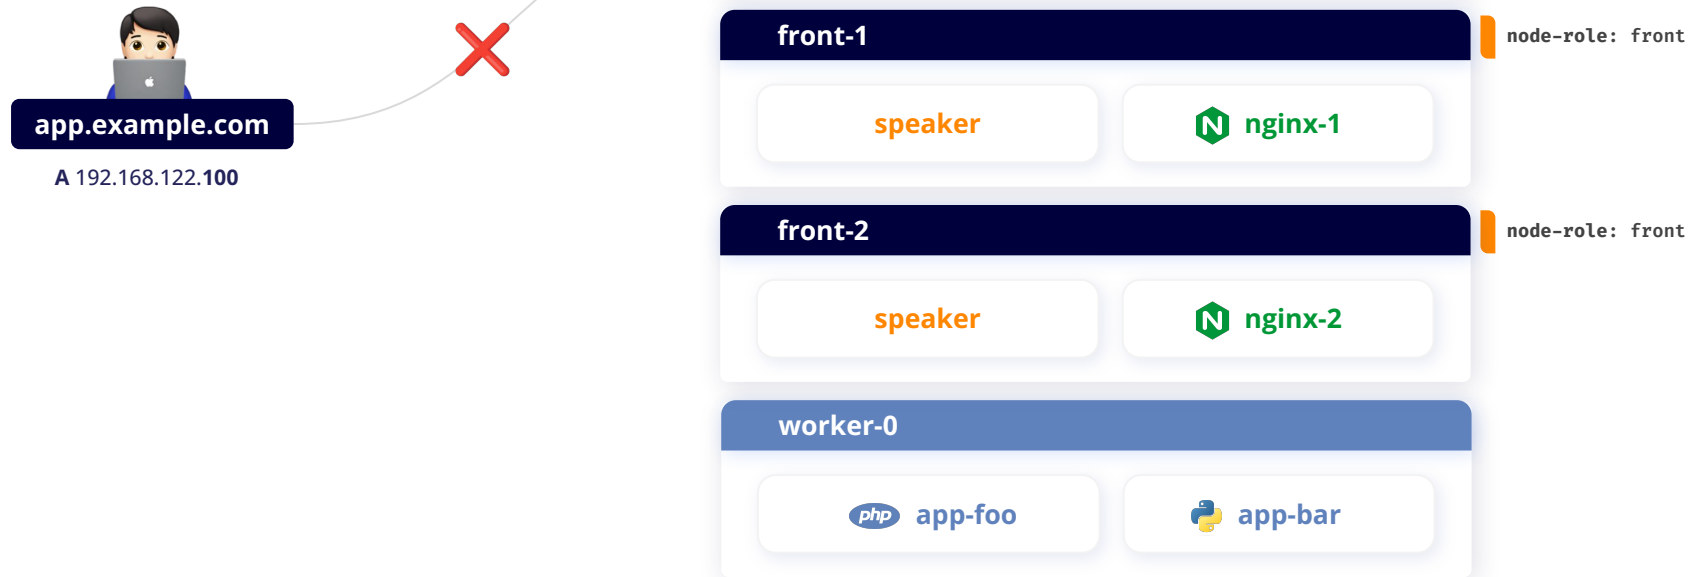 app.example.com
A 192.168.122.100
front-1
node-role: front
speaker
nginx-1
front-2
node-role: front
speaker
nginx-2
worker-0
php app-foo
app-bar